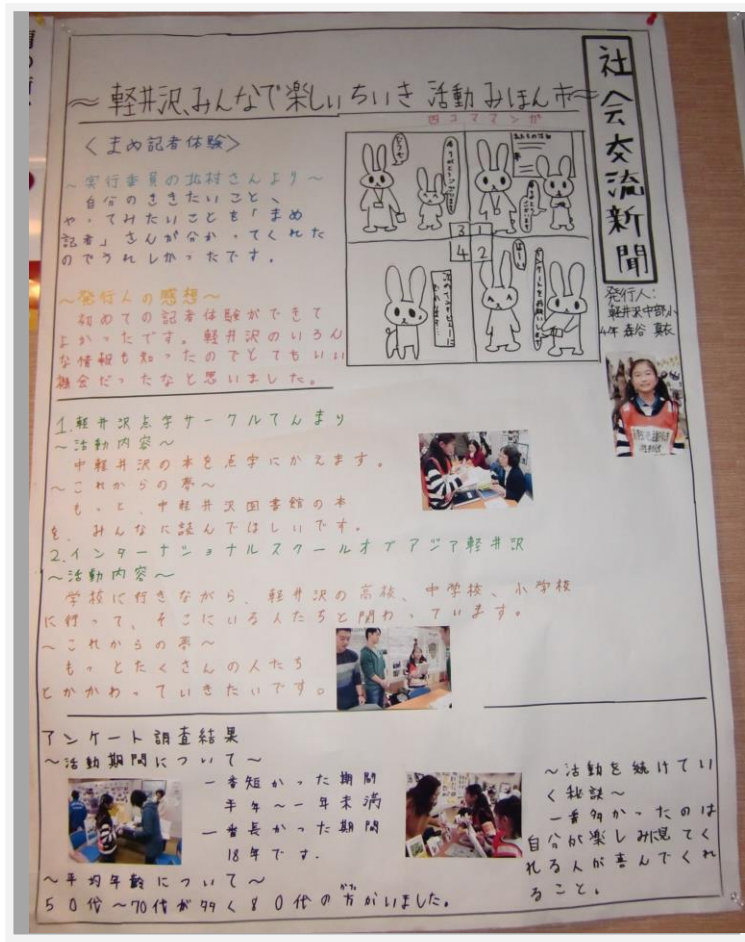 社会交流新聞
発行人:
軽井沢中部小
4年 森谷 真衣
~軽井沢、みんなで楽しいちいき 活動 みほん市~
四コママンガ
1
2
3
4
どうぞ
はーい
<まめ記者体験>
~実行委員の北村さんより~
自分のききたいこと、
やってみたいことを「まめ
記者」さんが分かってくれた
のでうれしかったです。
~発行人の感想~
初めての記者体験ができて
よかったです。軽井沢のいろん
な情報も知ったのでとてもいい
機会だったなと思いました。
1.軽井沢点字サークルてんまり
~活動内容~
中軽井沢の本を点字にかえます。
~これからの夢~
もっと、中軽井沢図書館の本
を、みんなに読んでほしいです。
2.インターナショナルスクールオブアジア軽井沢
~活動内容~
学校に行きながら、軽井沢の高校、中学校、小学校
に行って、そこにいる人たちと関わっています。
~これからの夢~
もっとたくさんの人たち
とかかわっていきたいです。
アンケート調査結果
~活動期間について~
一番短かった期間
半年~一年未満
一番長かった期間
18年です.
~平均年齢について~
50代~70代が多く80代の方がいました。
かた
~活動を続けてい
く秘訣~
一番多かったのは
自分が楽しみ見てく
れる人が喜んでくれ
ること。